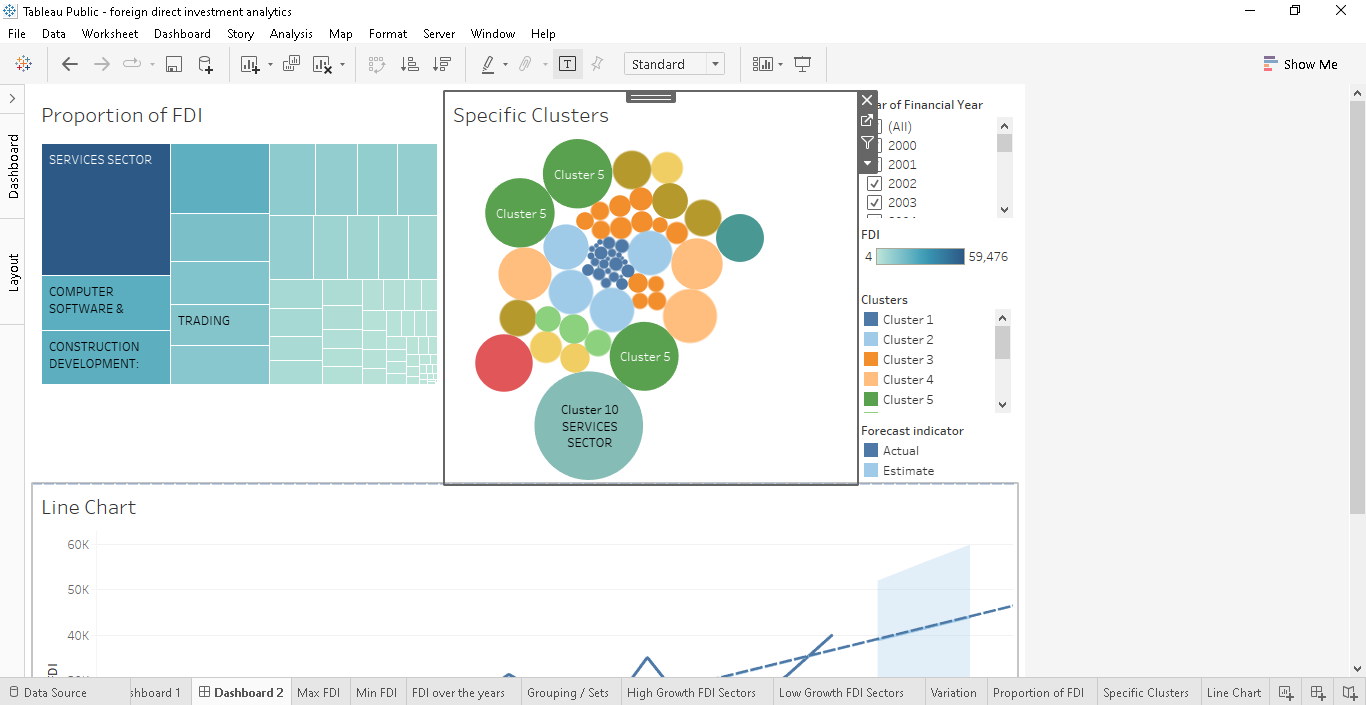 Tableau Public - foreign direct investment analytics
File Data Worksheet Dashboard Story Analysis Map Format Server Window Help
Standard
Show Me
Dashboard
Layout
Proportion of FDI
SERVICES SECTOR
COMPUTER
SOFTWARE &
CONSTRUCTION
DEVELOPMENT:
TRADING
Specific Clusters
Cluster 5
Cluster 5
Cluster 5
Cluster 10
SERVICES
SECTOR
ar of Financial Year
(All)
2000
2001
2002
2003
FDI
4 59,476
Clusters
Cluster 1
Cluster 2
Cluster 3
Cluster 4
Cluster 5
Forecast indicator
Actual
Estimate
Line Chart
60K
50K
40K
Data Source shboard 1 Dashboard 2 Max FDI Min FDI FDI over the years Grouping / Sets High Growth FDI Sectors Low Growth FDI Sectors Variation Proportion of FDI Specific Clusters Line Chart